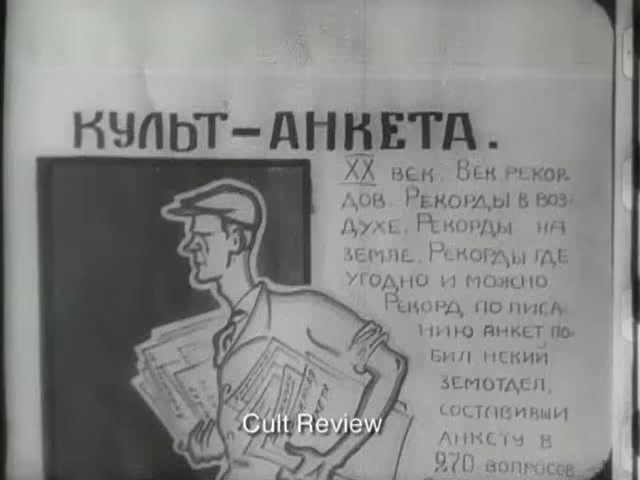 КУЛЬТ-АНКЕТА.
XX ВЕК. ВЕК РЕКОР-
ДОВ. РЕКОРДЫ В ВОЗ-
ДУХЕ. РЕКОРДЫ НА
ЗЕМЛЕ. РЕКОРДЫ ГДЕ
УГОДНО И МОЖНО
РЕКОРД ПО ПИСА-
НИЮ АНКЕТ ПО-
БИЛ НСКИЙ
ЗЕМОТДЕЛ,
СОСТАВИВШИ
АНКЕТУ В
270 ВОПРОСОВ
Cult Review